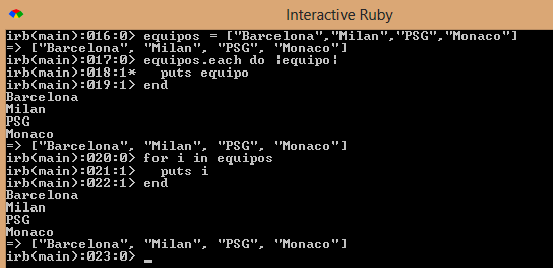 Interactive Ruby
irb(main):016:0> equipos = ["Barcelona","Milan","PSG","Monaco"]
=> ["Barcelona", "Milan", "PSG", "Monaco"]
irb(main):017:0> equipos.each do |equipo|
irb(main):018:1*   puts equipo
irb(main):019:1> end
Barcelona
Milan
PSG
Monaco
=> ["Barcelona", "Milan", "PSG", "Monaco"]
irb(main):020:0> for i in equipos
irb(main):021:1>   puts i
irb(main):022:1> end
Barcelona
Milan
PSG
Monaco
=> ["Barcelona", "Milan", "PSG", "Monaco"]
irb(main):023:0> _